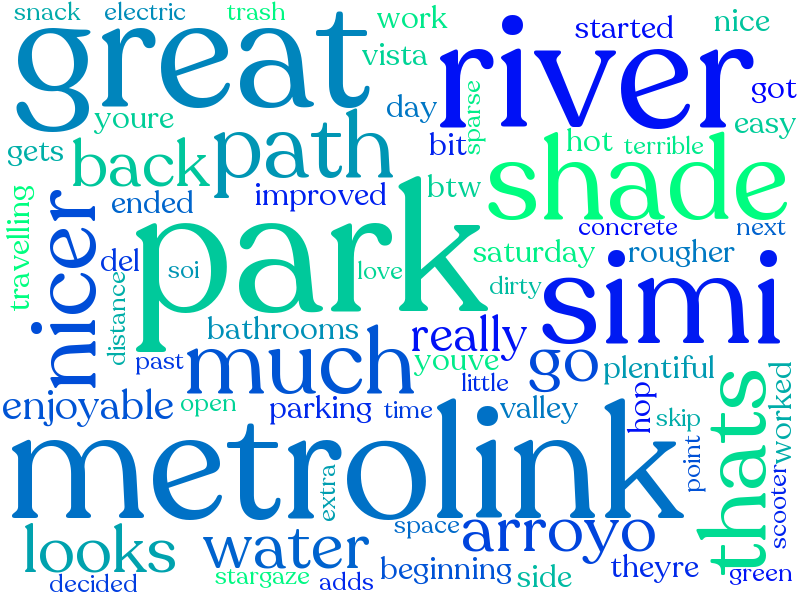 snack electric trash work started nice
great vista river got
youre day sparse easy
gets back path bit hot terrible
shade
travelling nicer ended improved btw concrete next
del soi park love saturday rougher
distance dirty simi
bathrooms really
past much youve go plentiful
little
enjoyable open parking time valley hop skip thats worked
metrolink point scooter
extra
looks water space arroyo
decided stargaze adds beginning side theyre green